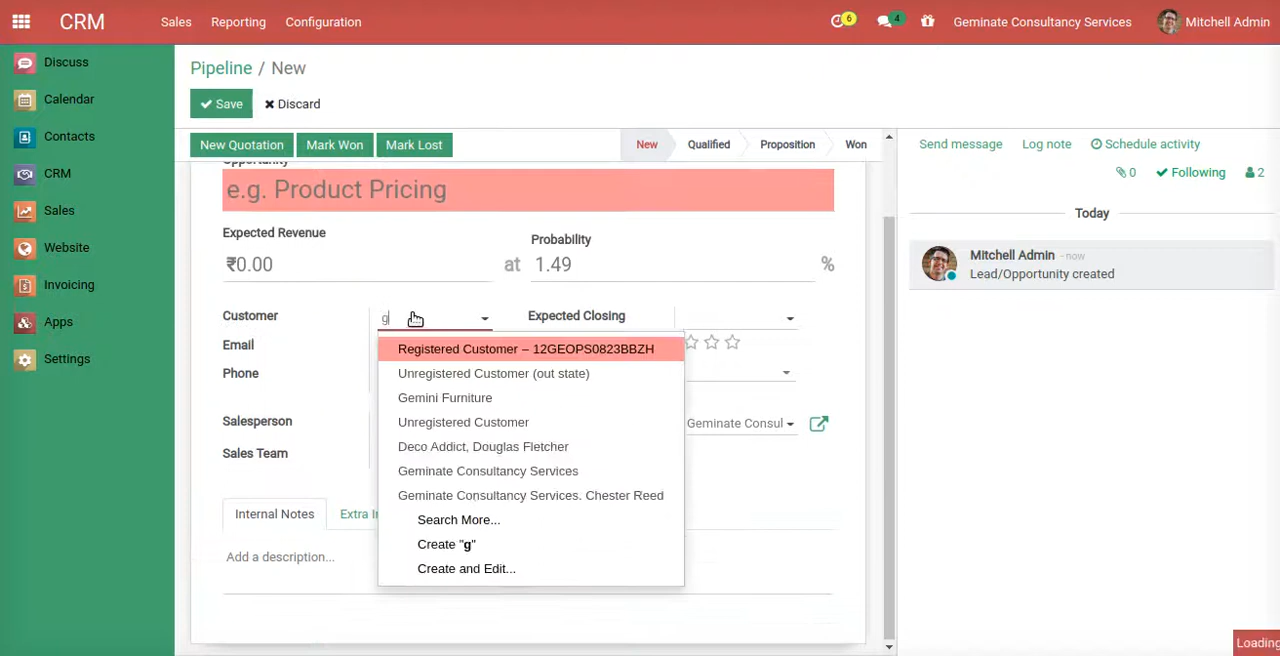 CRM
Sales Reporting Configuration
6
4
Geminate Consultancy Services
Mitchell Admin
Discuss
Calendar
Contacts
CRM
Sales
Website
Invoicing
Apps
Settings
Pipeline / New
Save Discard
New Quotation Mark Won Mark Lost
New Qualified Proposition Won
Opportunity
e.g. Product Pricing
Expected Revenue
Probability
₹0.00 at 1.49 %
Customer g Expected Closing
Email
Phone
Salesperson
Geminate Consul
Sales Team
Registered Customer – 12GEOPS0823BBZH
Unregistered Customer (out state)
Gemini Furniture
Unregistered Customer
Deco Addict, Douglas Fletcher
Geminate Consultancy Services
Geminate Consultancy Services. Chester Reed
Search More...
Create "g"
Create and Edit...
Internal Notes Extra In
Add a description...
Send message Log note Schedule activity
0 Following 2
Today
Mitchell Admin - now
Lead/Opportunity created
Loading